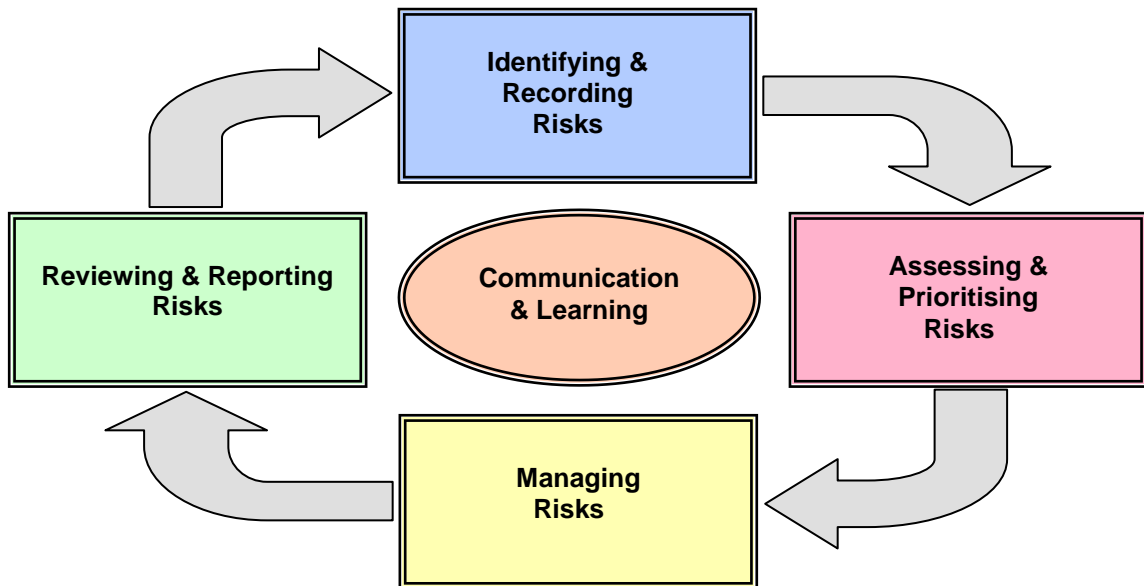 Identifying &
Recording
Risks
Reviewing & Reporting
Risks
Communication
& Learning
Assessing &
Prioritising
Risks
Managing
Risks